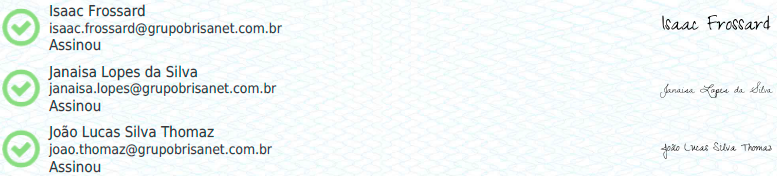 Isaac Frossard
isaac.frossard@grupobrisanet.com.br
Assinou
Isaac Frossard
Janaisa Lopes da Silva
janaisa.lopes@grupobrisanet.com.br
Assinou
Janaisa Lopes da Silva
João Lucas Silva Thomaz
joao.thomaz@grupobrisanet.com.br
Assinou
João Lucas Silva Thomaz